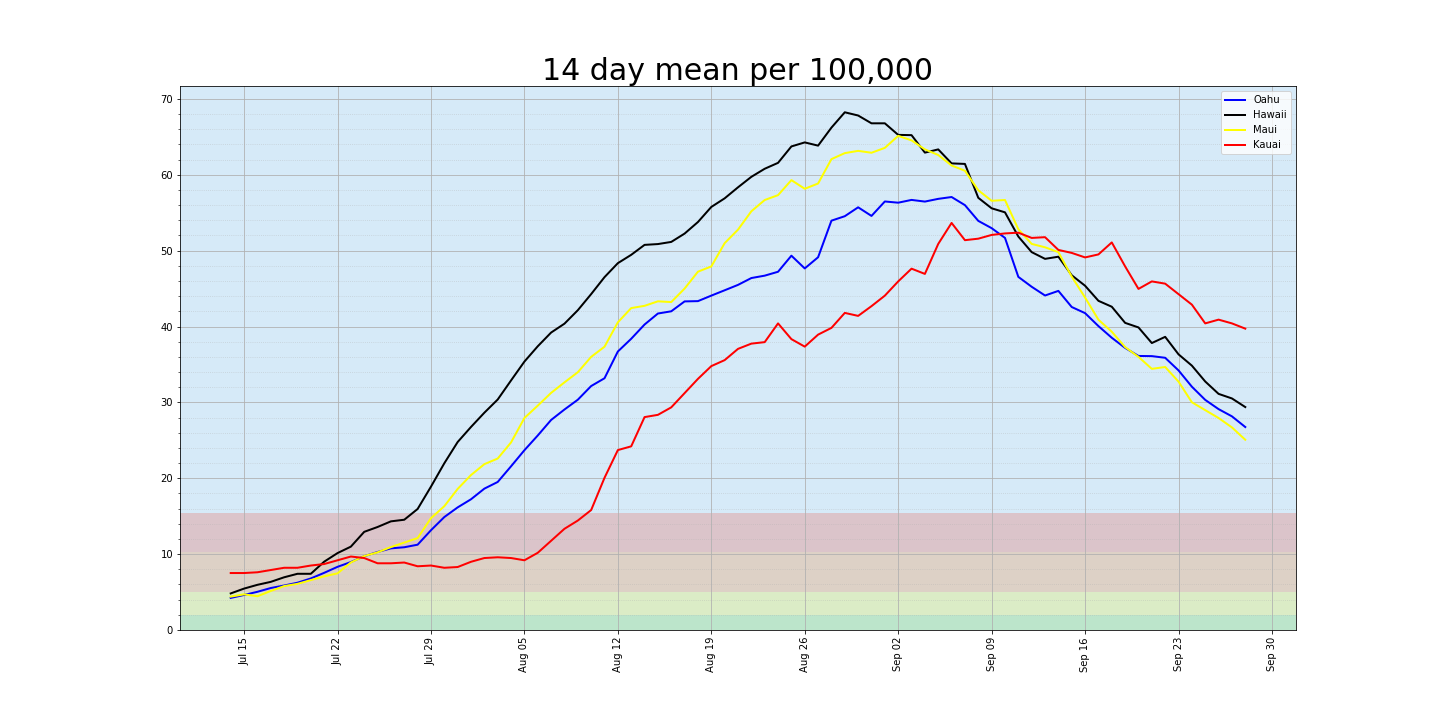 14 day mean per 100,000
Oahu
Hawaii
Maui
Kauai
70
60
50
40
30
20
10
0
Jul 15
Jul 22
Jul 29
Aug 05
Aug 12
Aug 19
Aug 26
Sep 02
Sep 09
Sep 16
Sep 23
Sep 30